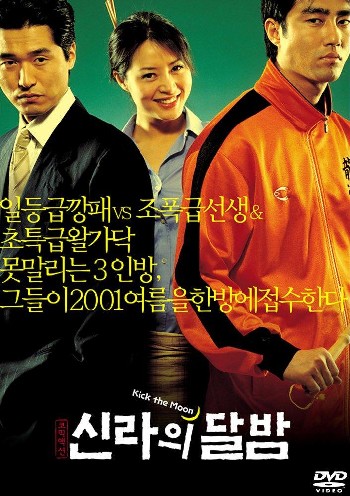 일등급깡패vs 조폭급선생&
초특급왈가닥
못말리는 3 인방,
그들이2001여름을한방에접수한다
Kick the Moon
코믹액션
신라의달밤
DVD
VIDEO